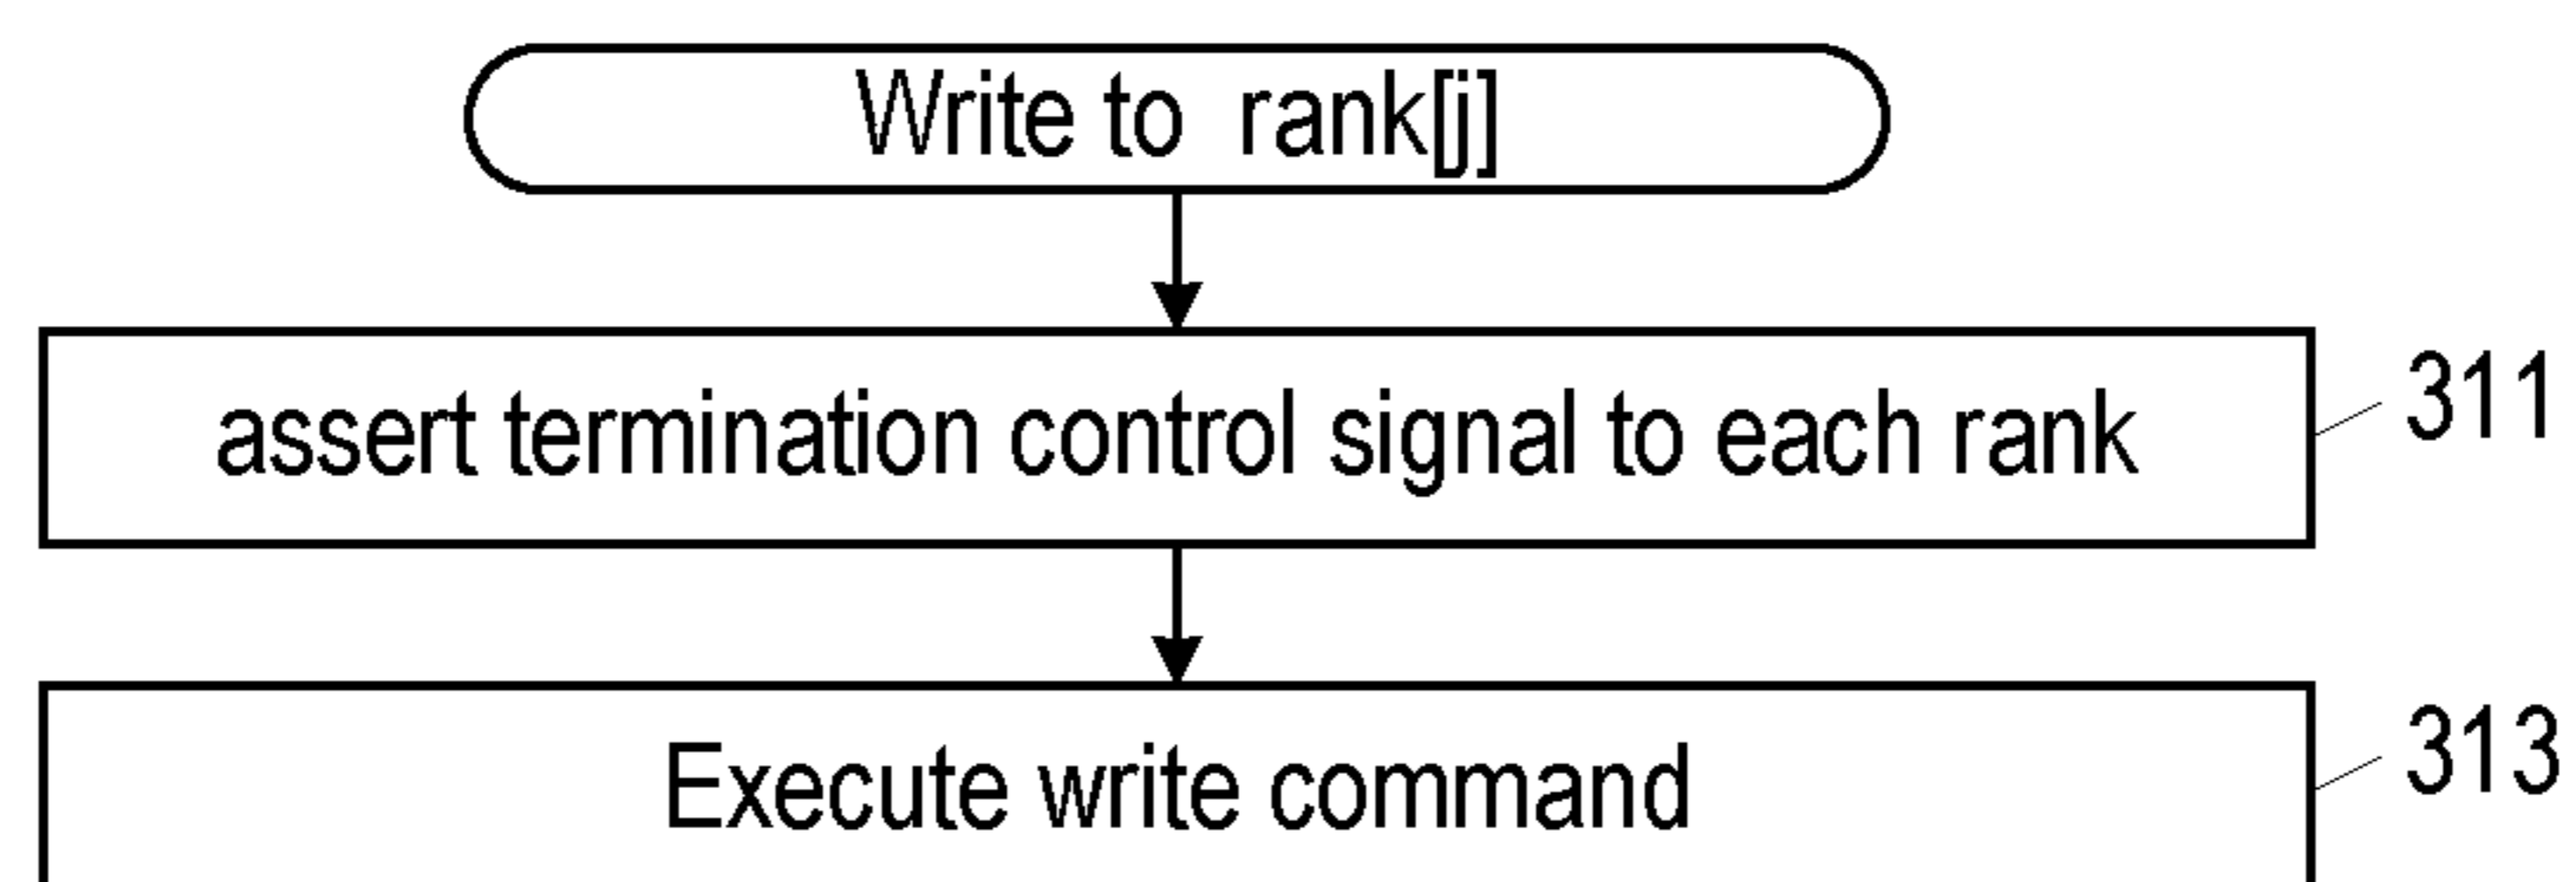 Write to  rank[j]
assert termination control signal to each rank
311
Execute write command
313